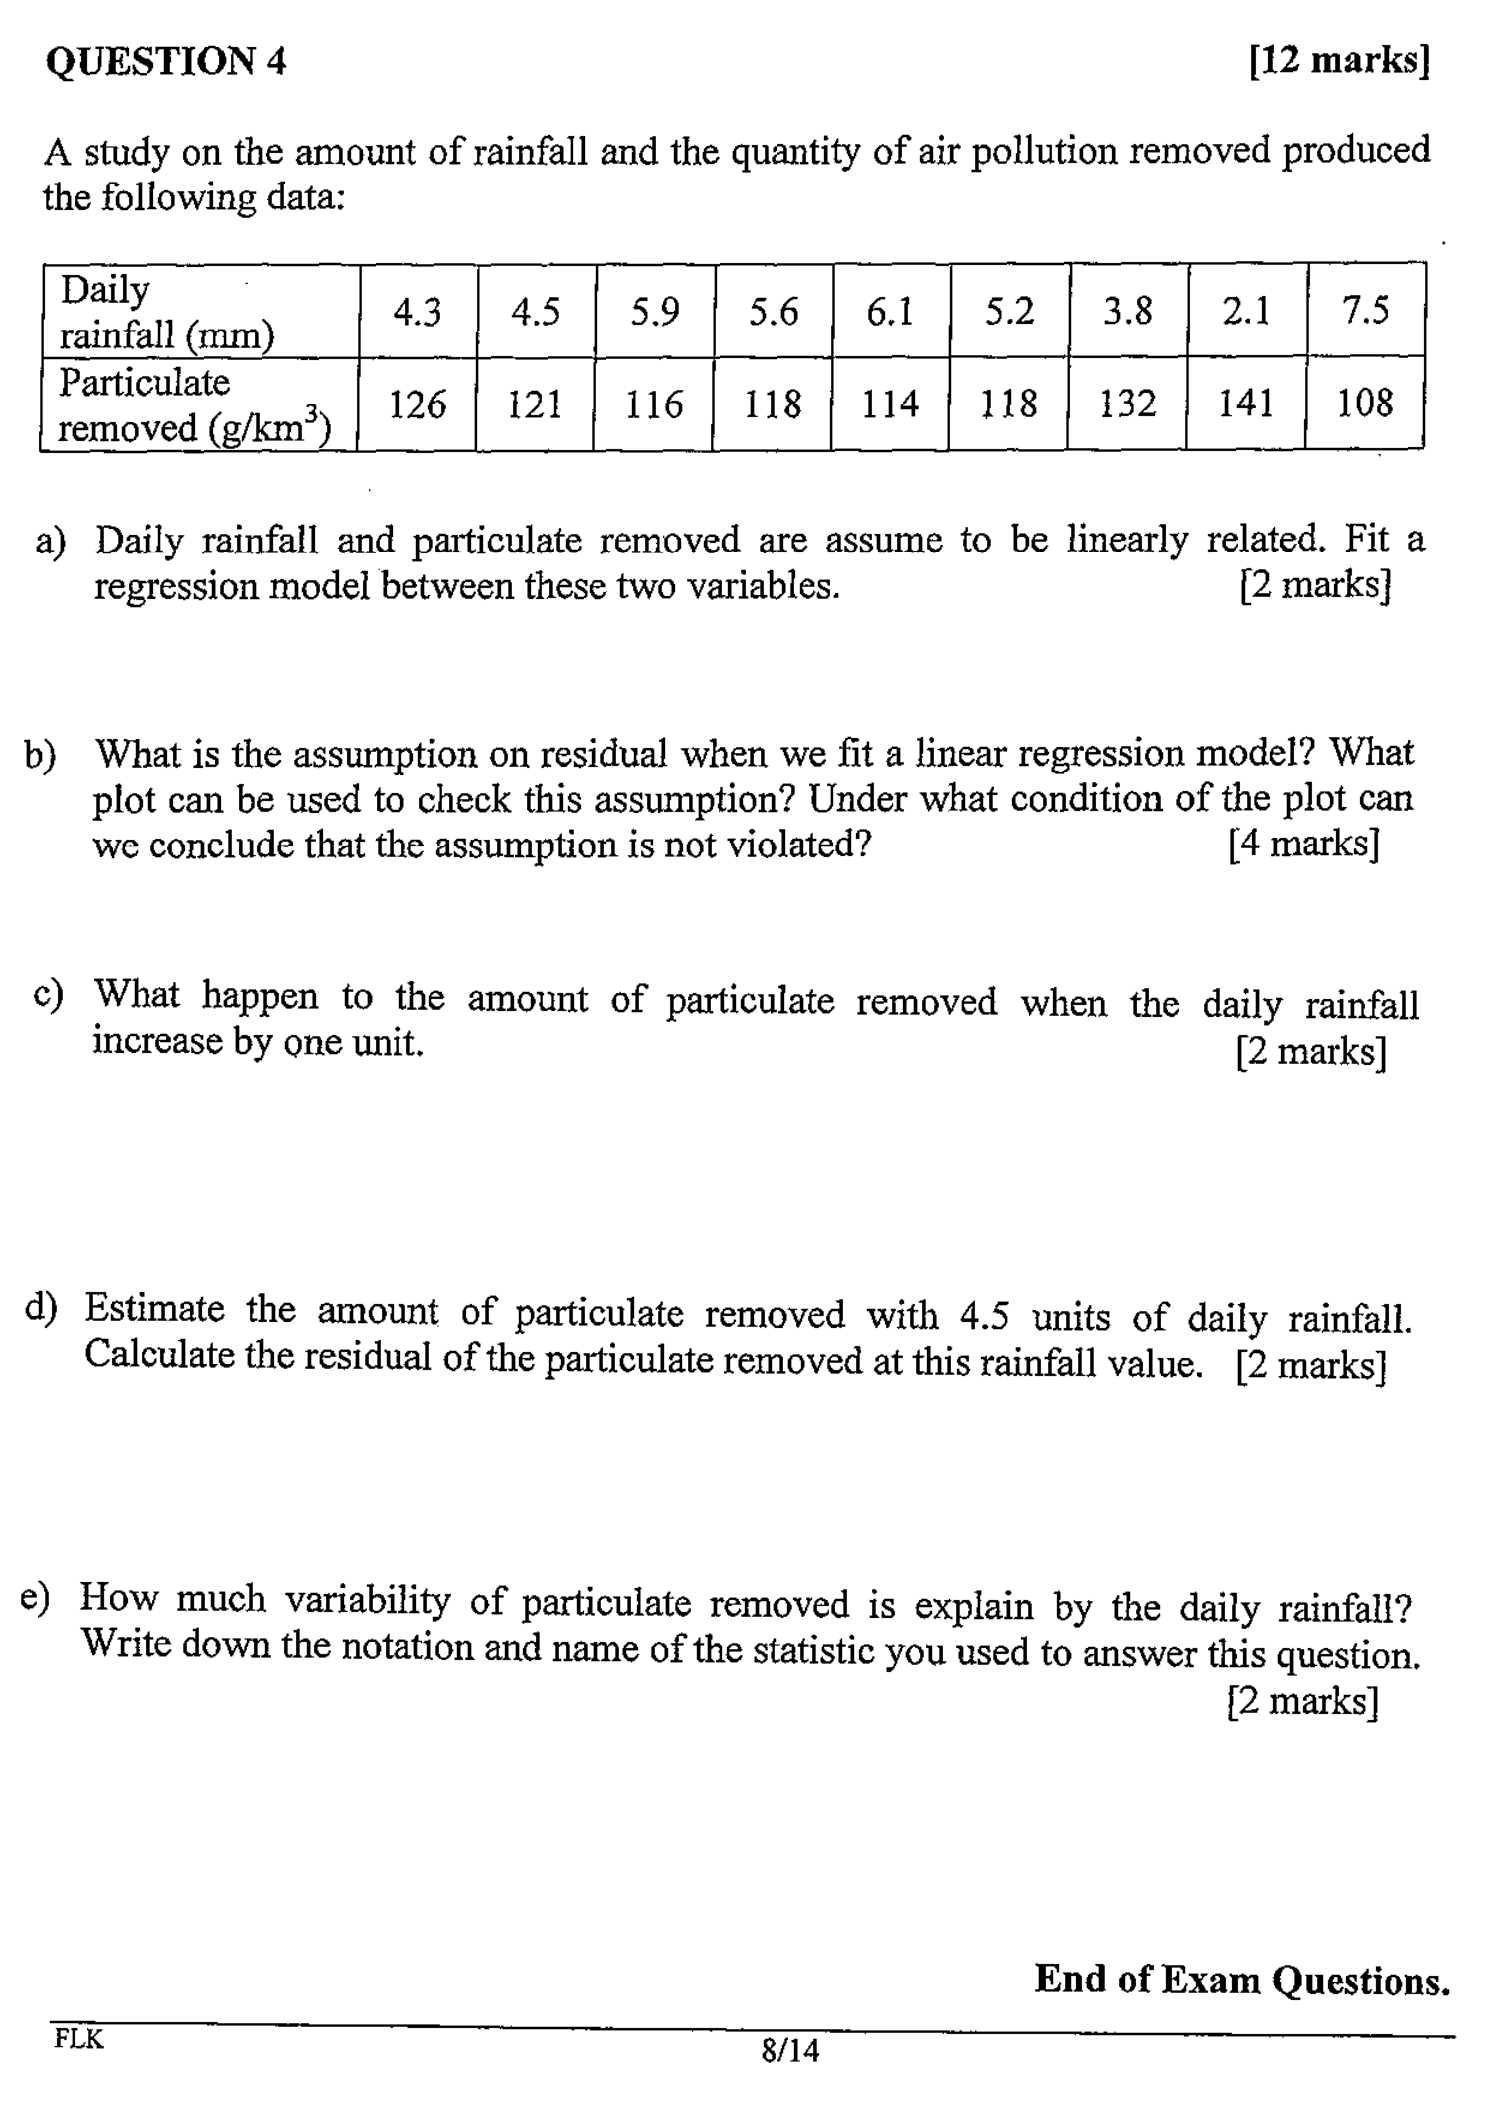 QUESTION 4 [12 marks]
A study on the amount of rainfall and the quantity of air pollution removed produced
the following data:
Daily
rainfall (mm) 4.3 4.5 5.9 5.6 6.1 5.2 3.8 2.1 7.5
Particulate
removed (g/km³) 126 121 116 118 114 118 132 141 108
a) Daily rainfall and particulate removed are assume to be linearly related. Fit a
regression model between these two variables. [2 marks]
b) What is the assumption on residual when we fit a linear regression model? What
plot can be used to check this assumption? Under what condition of the plot can
we conclude that the assumption is not violated? [4 marks]
c) What happen to the amount of particulate removed when the daily rainfall
increase by one unit. [2 marks]
d) Estimate the amount of particulate removed with 4.5 units of daily rainfall.
Calculate the residual of the particulate removed at this rainfall value. [2 marks]
e) How much variability of particulate removed is explain by the daily rainfall?
Write down the notation and name of the statistic you used to answer this question.
[2 marks]
End of Exam Questions.
FLK
8/14